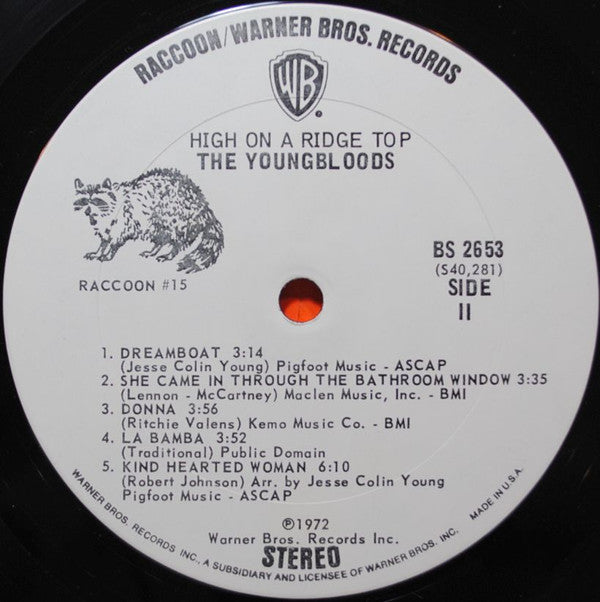 RACCOON/WARNER BROS. RECORDS
WB
HIGH ON A RIDGE TOP
THE YOUNGBLOODS
RACCOON #15
BS 2653
(S40,281)
SIDE
II
1. DREAMBOAT 3:14
(Jesse Colin Young) Pigfoot Music - ASCAP
2. SHE CAME IN THROUGH THE BATHROOM WINDOW 3:35
(Lennon - McCartney) Maclen Music, Inc. - BMI
3. DONNA 3:56
(Ritchie Valens) Kemo Music Co. - BMI
4. LA BAMBA 3:52
(Traditional) Public Domain
5. KIND HEARTED WOMAN 6:10
(Robert Johnson) Arr. by Jesse Colin Young
Pigfoot Music - ASCAP
℗1972
Warner Bros. Records Inc.
STEREO
WARNER BROS. RECORDS INC., A SUBSIDIARY AND LICENSEE OF WARNER BROS. INC. MADE IN U.S.A.